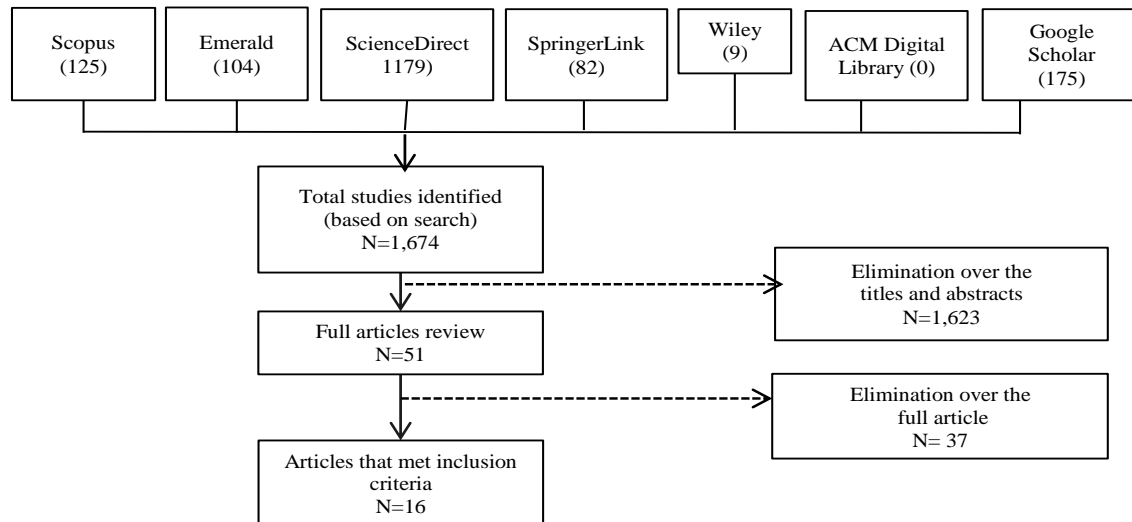 Scopus
(125)
Emerald
(104)
ScienceDirect
1179)
SpringerLink
(82)
Wiley
(9)
ACM Digital
Library (0)
Google
Scholar
(175)
Total studies identified
(based on search)
N=1,674
Elimination over the
titles and abstracts
N=1,623
Full articles review
N=51
Elimination over the
full article
N= 37
Articles that met inclusion
criteria
N=16